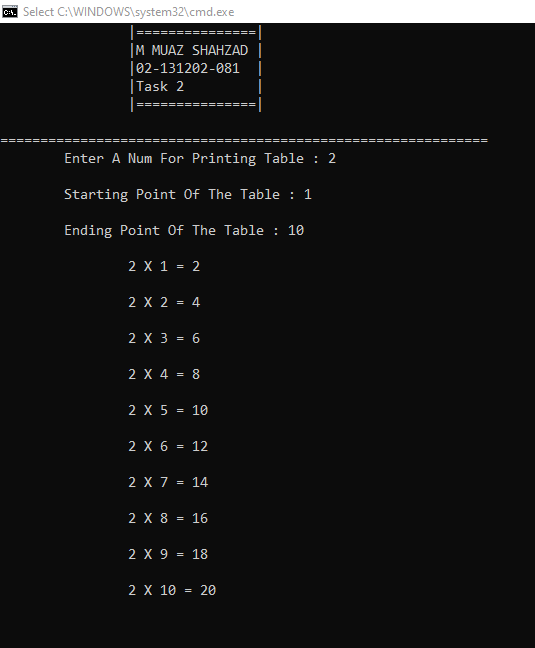 Select C:\WINDOWS\system32\cmd.exe
|===============|
|M MUAZ SHAHZAD |
|02-131202-081  |
|Task 2         |
|===============|
=============================================================
Enter A Num For Printing Table : 2
Starting Point Of The Table : 1
Ending Point Of The Table : 10
2 X 1 = 2
2 X 2 = 4
2 X 3 = 6
2 X 4 = 8
2 X 5 = 10
2 X 6 = 12
2 X 7 = 14
2 X 8 = 16
2 X 9 = 18
2 X 10 = 20